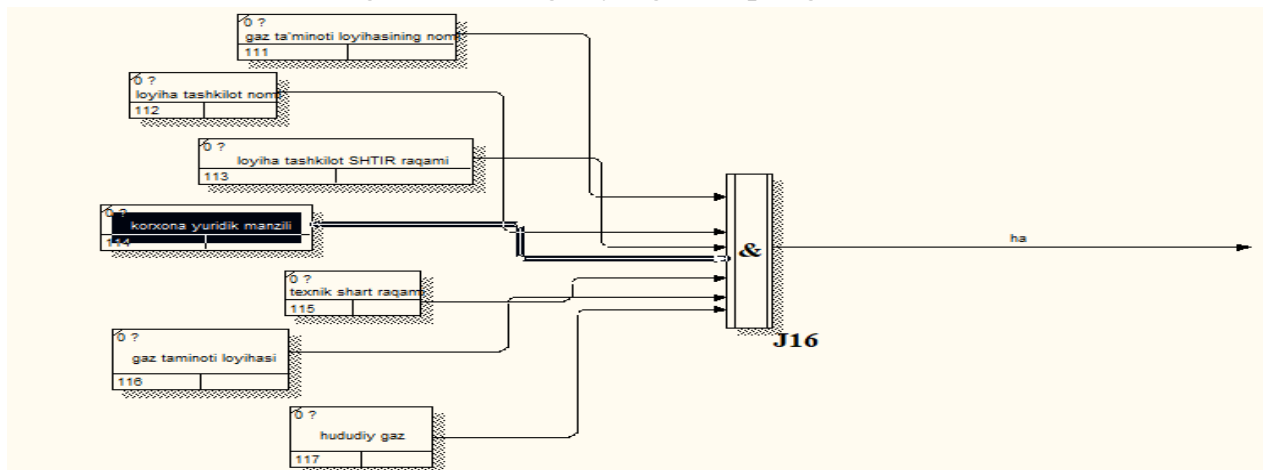 0 ?
gaz ta'minoti loyihasining nomi
111
0 ?
loyiha tashkilot nomi
112
0 ?
loyiha tashkilot SHTIR raqami
113
0 ?
korxona yuridik manzili
114
0 ?
texnik shart raqami
115
0 ?
gaz taminoti loyihasi
116
0 ?
hududiy gaz
117
&
J16
ha